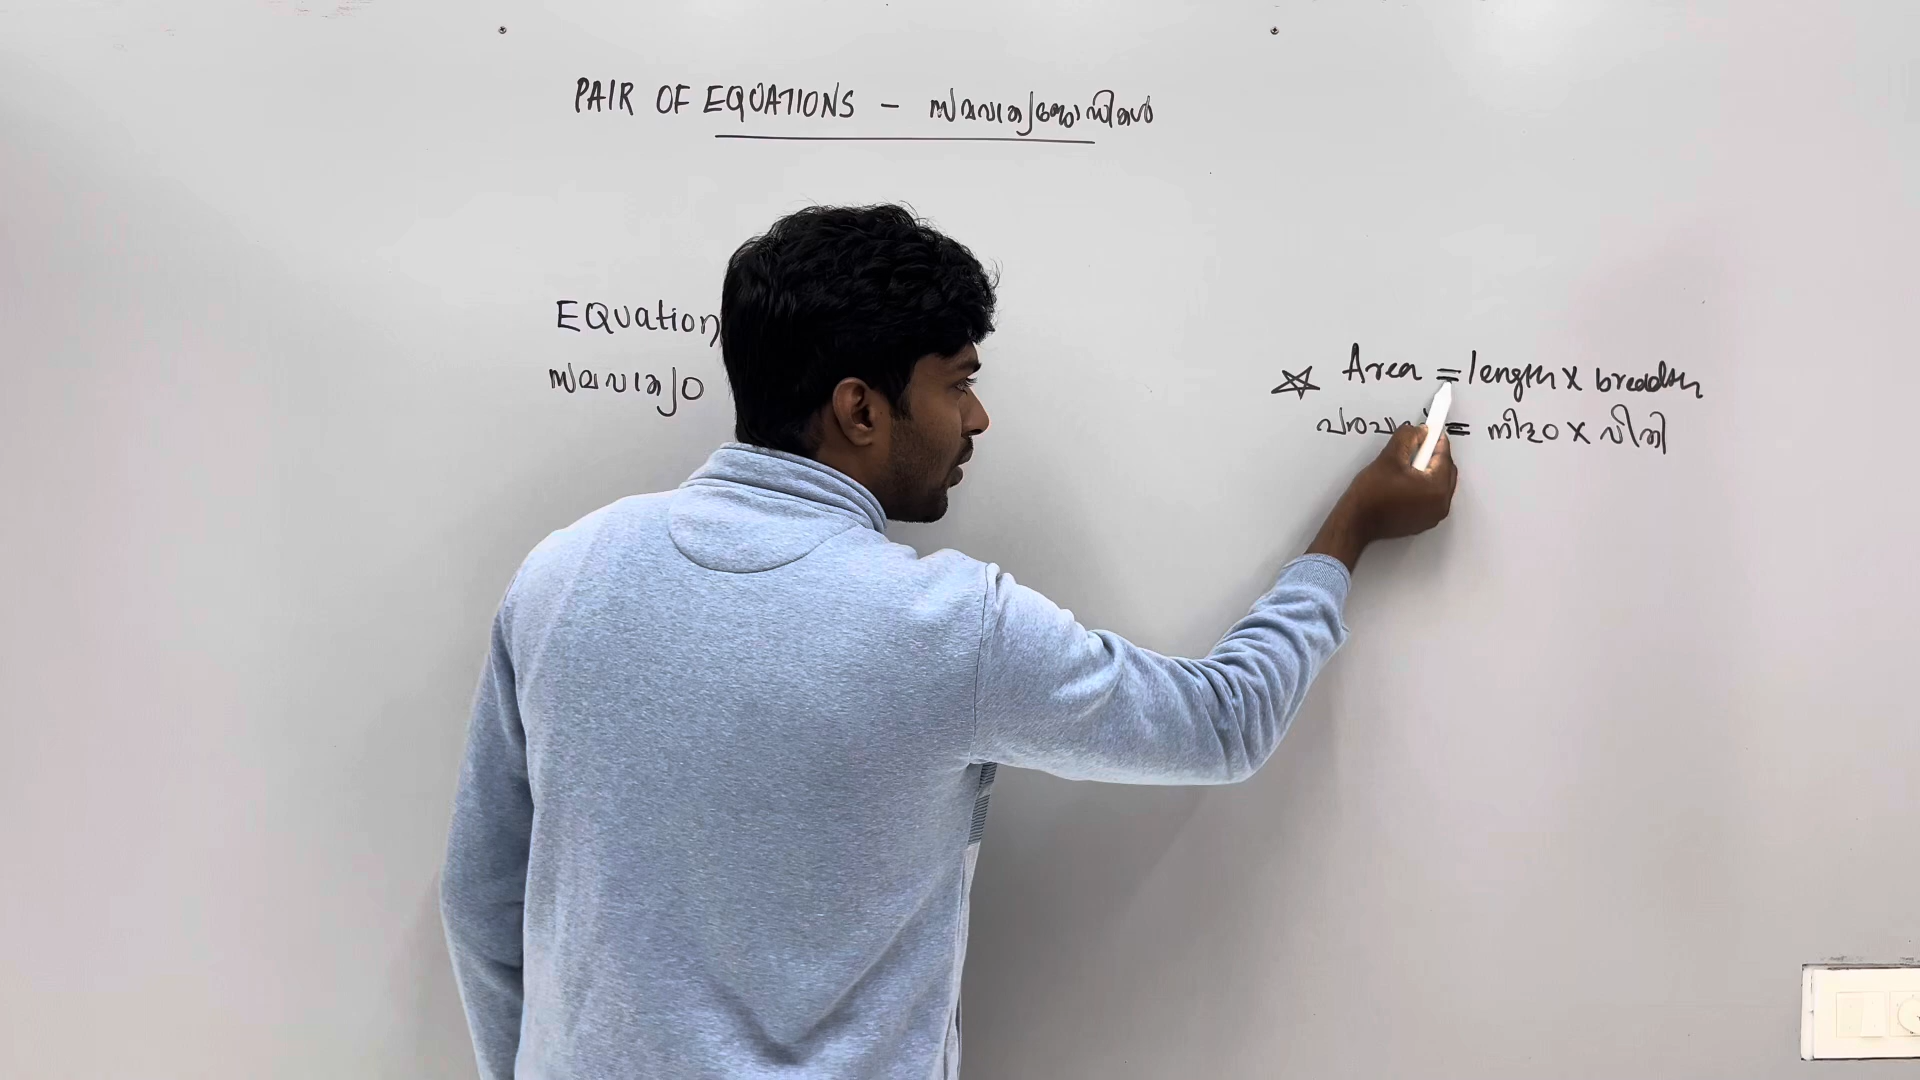 PAIR OF EQUATIONS - സമവാക്യജോഡികൾ
EQuation
സമവാക്യം
☆ Area = length x breadth
= നീളം x വീതി